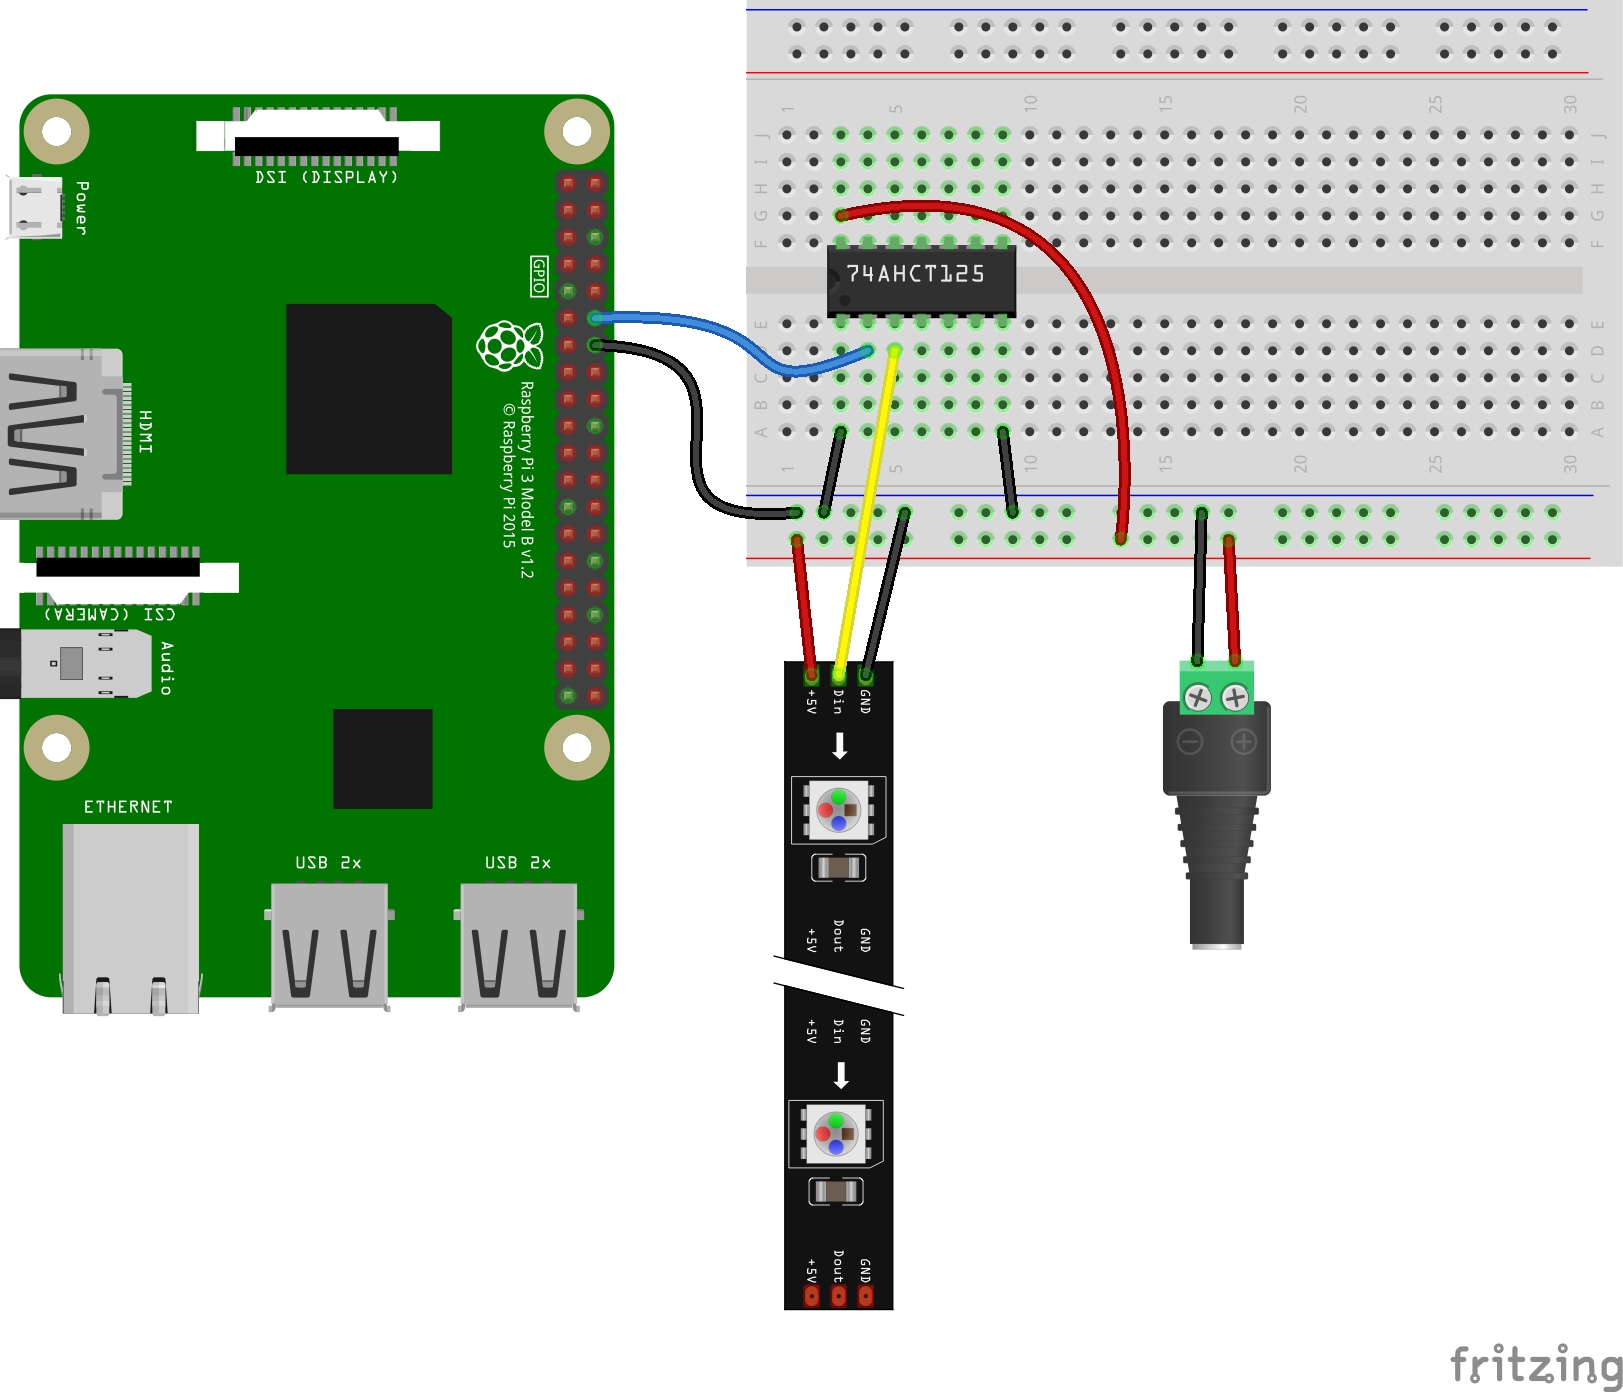 DSI (DISPLAY)
Power
GPIO
HDMI
Raspberry Pi 3 Model B v1.2
© Raspberry Pi 2015
CSI (CAMERA)
Audio
ETHERNET
USB 2x
USB 2x
1 5 10 15 20 25 30
J J
I I
H H
G G
F F
74AHCT125
E E
D D
C C
B B
A A
1 5 10 15 20 25 30
+5V Din GND
+5V Dout GND
+5V Din GND
+5V Dout GND
fritzing